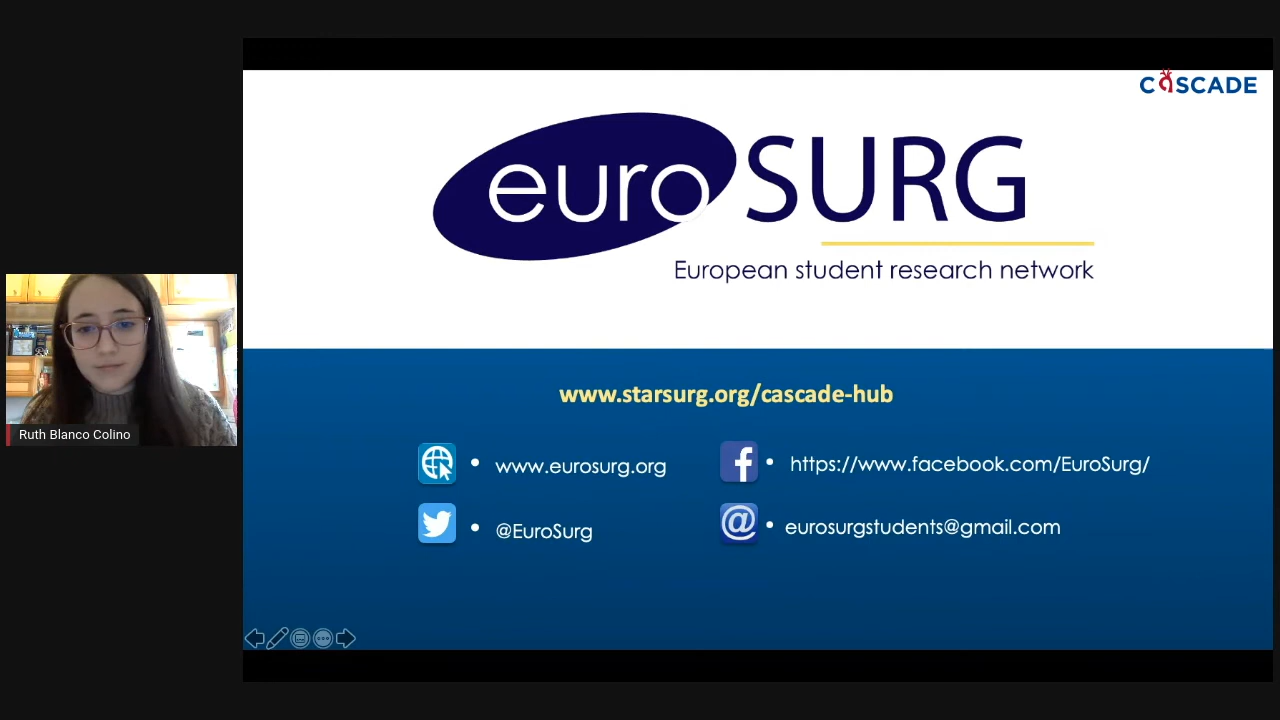 CASCADE
euro SURG
European student research network
www.starsurg.org/cascade-hub
• www.eurosurg.org
• https://www.facebook.com/EuroSurg/
• @EuroSurg
• eurosurgstudents@gmail.com
Ruth Blanco Colino